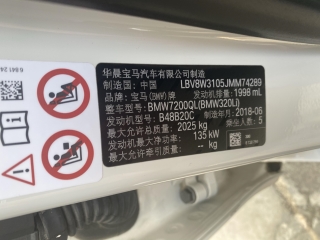 华晨宝马汽车有限公司制造
制造国：中国 LBV8W3105JMM74289
品牌：宝马(BMW)牌 发动机排量：1998 mL
整车型号：BMW7200QL(BMW320Li)
发动机型号：B48B20C 制造年月：2018-06
最大允许总质量：2025 kg 乘坐人数：5
发动机最大净功率：135 kW
最大允许牵引质量：-- kg